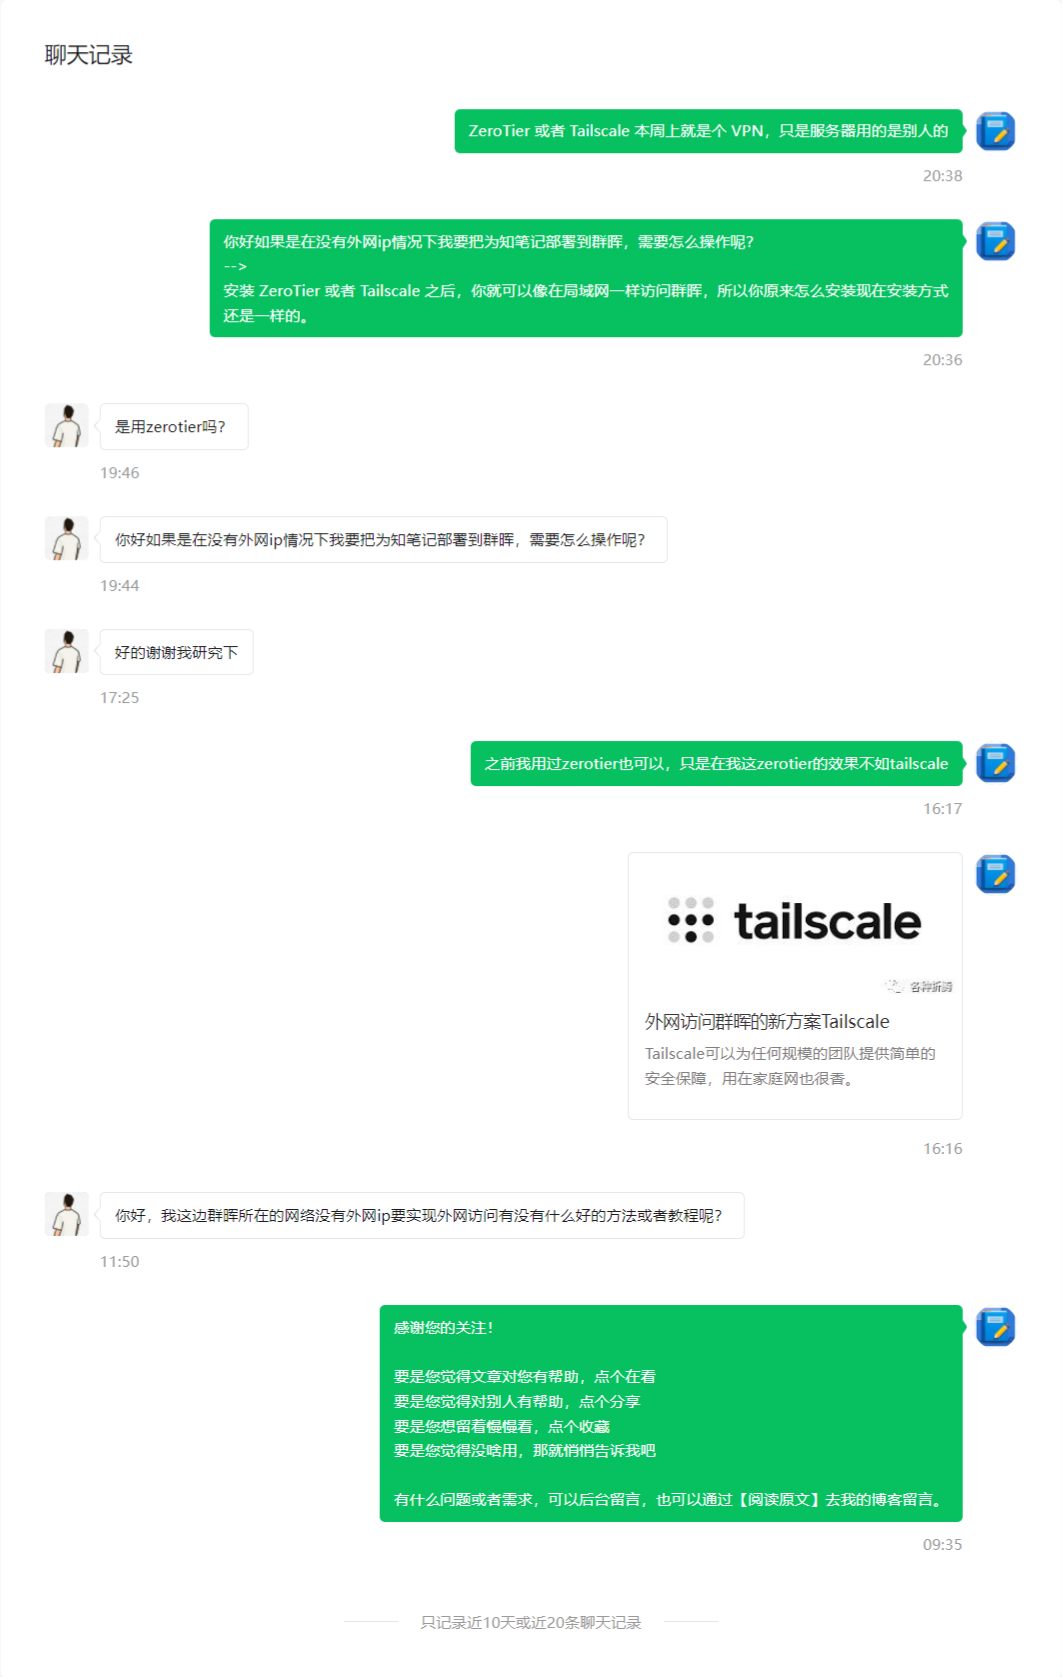 聊天记录
ZeroTier 或者 Tailscale 本周上就是个 VPN，只是服务器用的是别人的
20:38
你好如果是在没有外网ip情况下我要把为知笔记部署到群晖，需要怎么操作呢？
-->
安装 ZeroTier 或者 Tailscale 之后，你就可以像在局域网一样访问群晖，所以你原来怎么安装现在安装方式
还是一样的。
20:36
是用zerotier吗？
19:46
你好如果是在没有外网ip情况下我要把为知笔记部署到群晖，需要怎么操作呢？
19:44
好的谢谢我研究下
17:25
之前我用过zerotier也可以，只是在我这zerotier的效果不如tailscale
16:17
tailscale
各种折腾
外网访问群晖的新方案Tailscale
Tailscale可以为任何规模的团队提供简单的
安全保障，用在家庭网也很香。
16:16
你好，我这边群晖所在的网络没有外网ip要实现外网访问有没有什么好的方法或者教程呢？
11:50
感谢您的关注！
要是您觉得文章对您有帮助，点个在看
要是您觉得对别人有帮助，点个分享
要是您想留着慢慢看，点个收藏
要是您觉得没啥用，那就悄悄告诉我吧
有什么问题或者需求，可以后台留言，也可以通过【阅读原文】去我的博客留言。
09:35
只记录近10天或近20条聊天记录